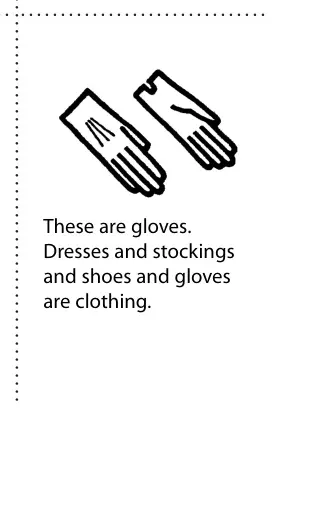 These are gloves.
Dresses and stockings
and shoes and gloves
are clothing.